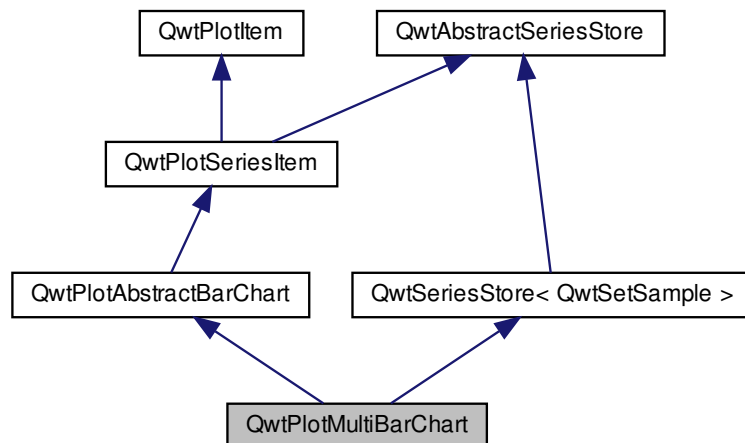 QwtPlotItem
QwtAbstractSeriesStore
QwtPlotSeriesItem
QwtPlotAbstractBarChart
QwtSeriesStore< QwtSetSample >
QwtPlotMultiBarChart